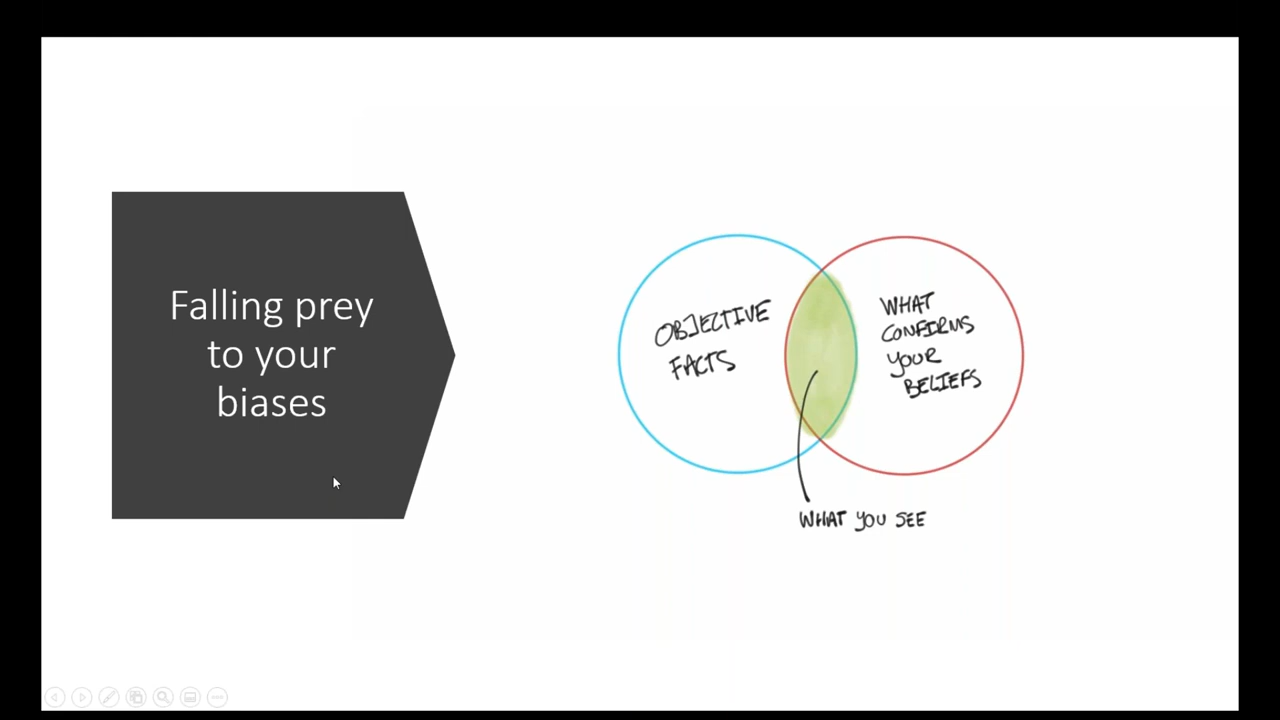 Falling prey
to your
biases
OBJECTIVE
FACTS
WHAT
CONFIRMS
YOUR
BELIEFS
WHAT YOU SEE